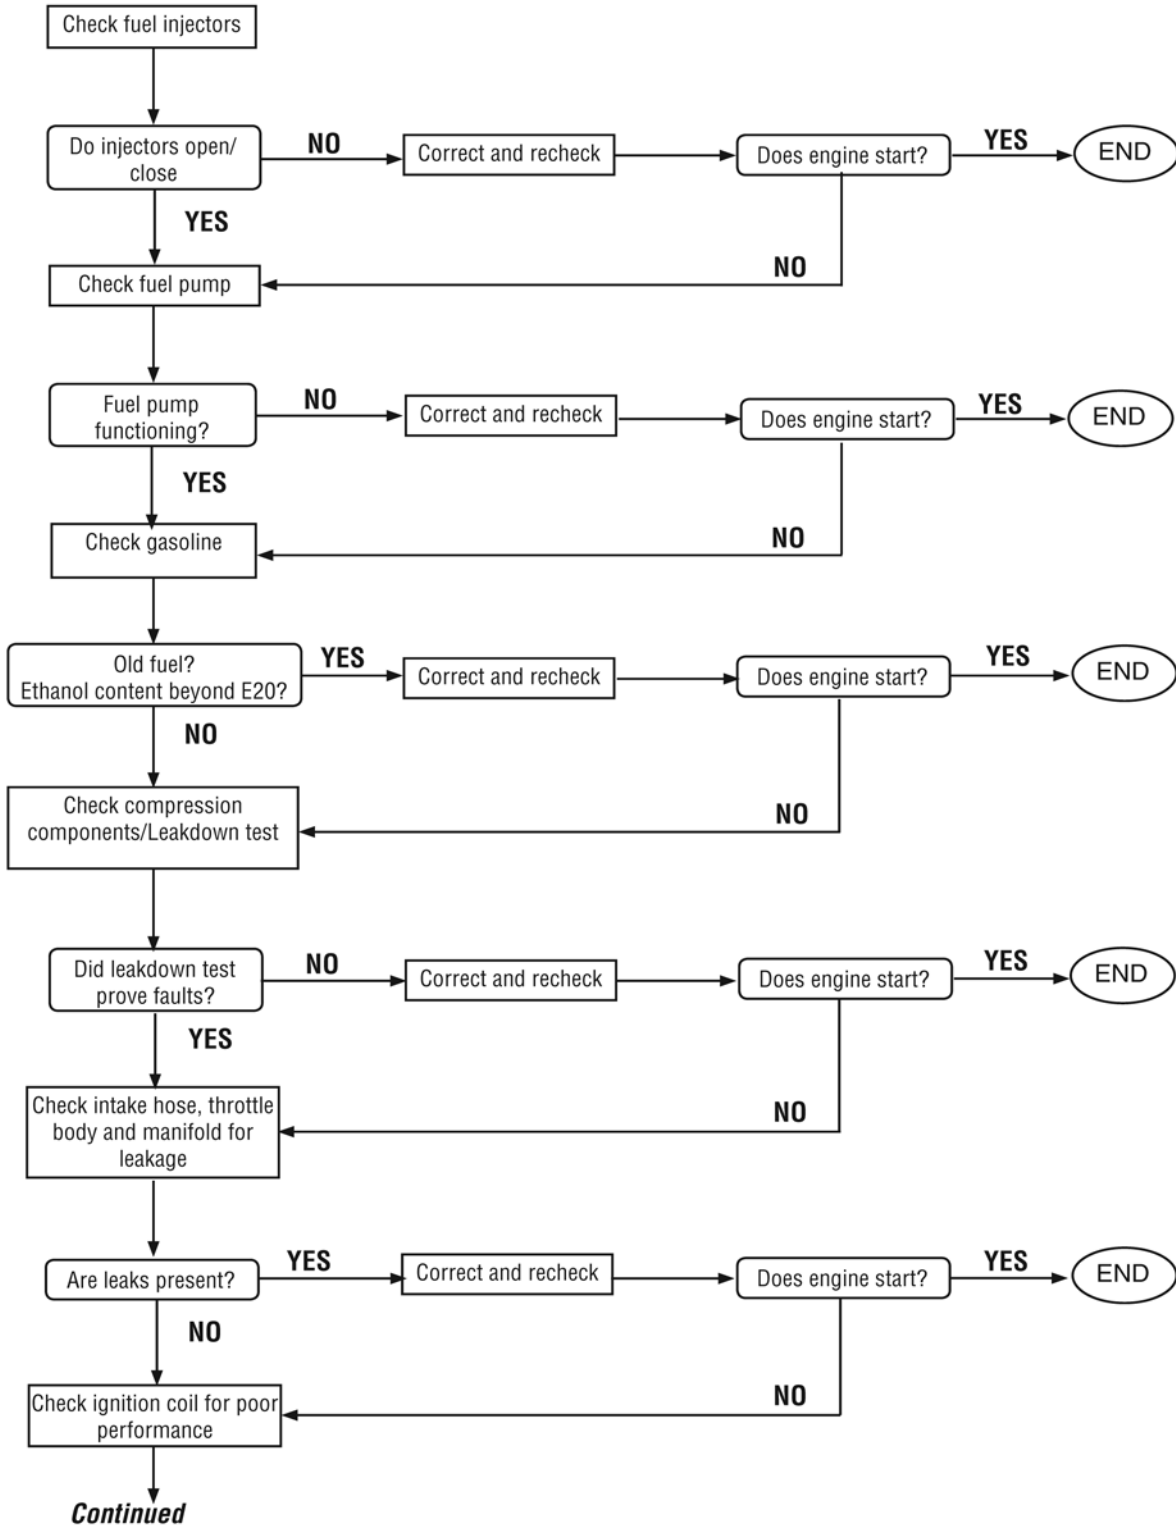 Check fuel injectors
Do injectors open/
close
NO
Correct and recheck
Does engine start?
YES
END
YES
Check fuel pump
NO
Fuel pump
functioning?
NO
Correct and recheck
Does engine start?
YES
END
YES
Check gasoline
NO
Old fuel?
Ethanol content beyond E20?
YES
Correct and recheck
Does engine start?
YES
END
NO
Check compression
components/Leakdown test
NO
Did leakdown test
prove faults?
NO
Correct and recheck
Does engine start?
YES
END
YES
Check intake hose, throttle
body and manifold for
leakage
NO
Are leaks present?
YES
Correct and recheck
Does engine start?
YES
END
NO
Check ignition coil for poor
performance
NO
Continued